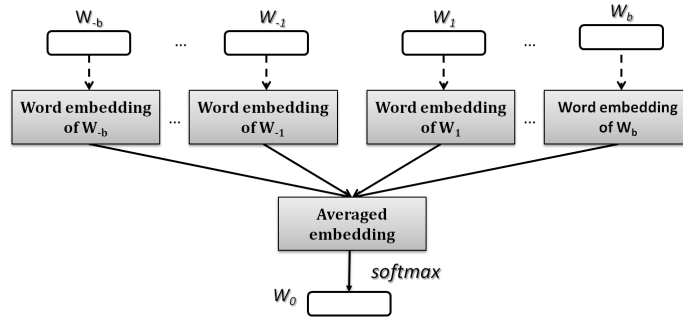 W-b ... W-1 W1 ... Wb
Word embedding of W-b ... Word embedding of W-1 Word embedding of W1 ... Word embedding of Wb
Averaged
embedding
softmax
W0